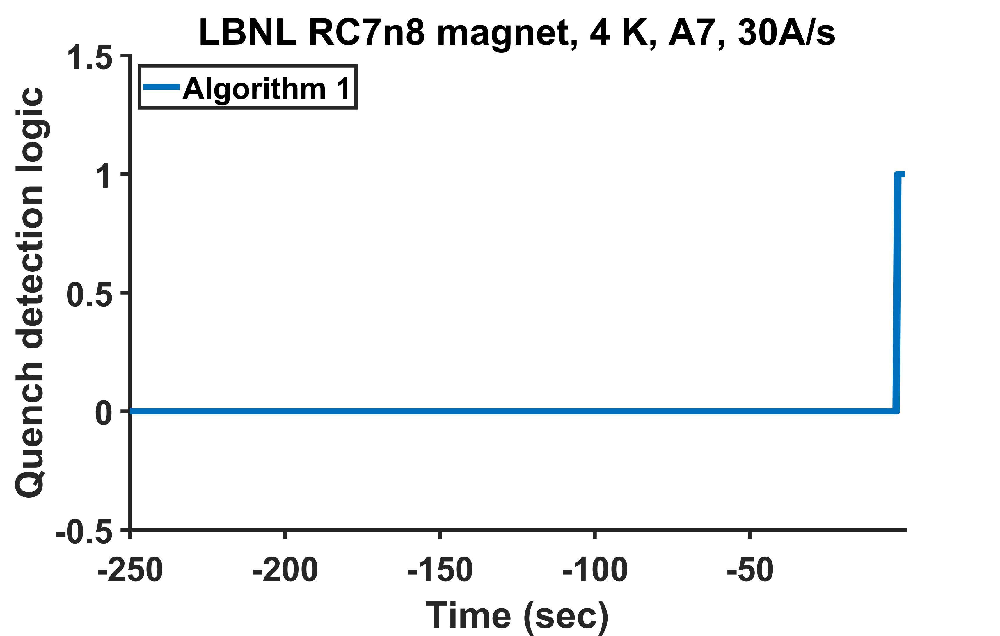 LBNL RC7n8 magnet, 4 K, A7, 30A/s
Algorithm 1
Quench detection logic
1.5
1
0.5
0
-0.5
-250 -200 -150 -100 -50
Time (sec)